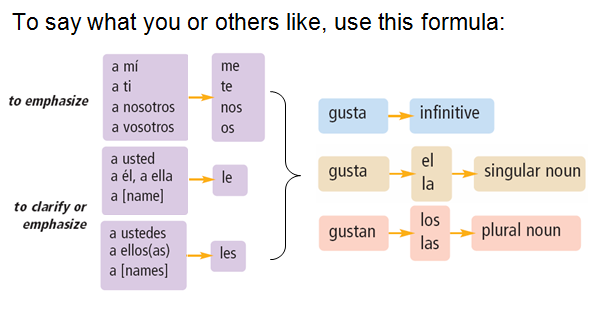 To say what you or others like, use this formula:
to emphasize
a mí
a ti
a nosotros
a vosotros
me
te
nos
os
to clarify or
emphasize
a usted
a él, a ella
a [name]
le
a ustedes
a ellos(as)
a [names]
les
gusta
infinitive
gusta
el
la
singular noun
gustan
los
las
plural noun